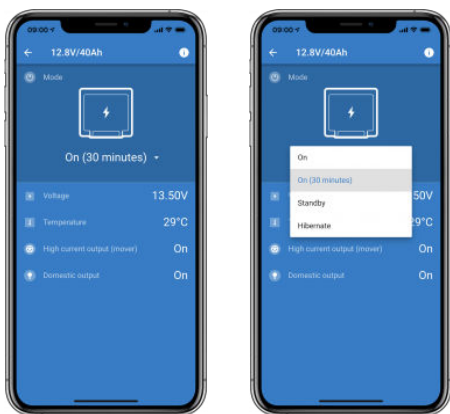 09:00
12.8V/40Ah
Mode
On (30 minutes)
Voltage 13.50V
Temperature 29°C
High current output (mover) On
Domestic output On
09:00
12.8V/40Ah
Mode
On
On (30 minutes)
Standby
Hibernate
50V
9°C
High current output (mover) On
Domestic output On